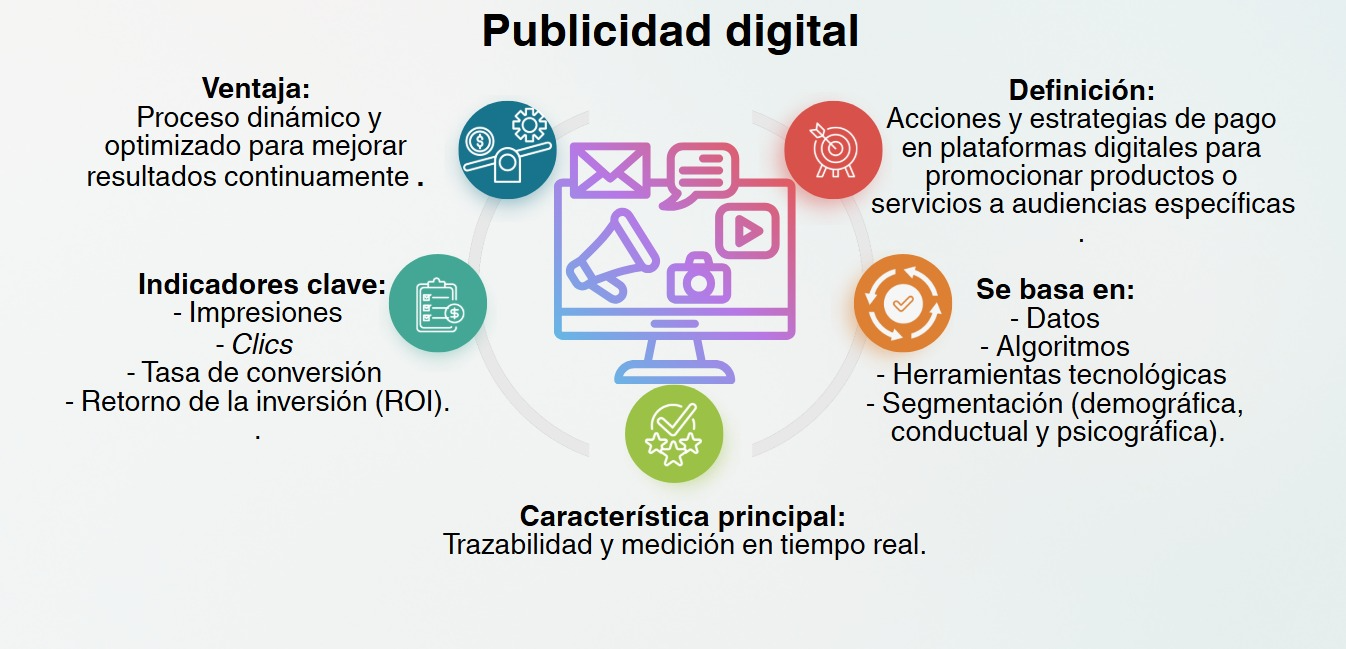 Publicidad digital
Ventaja:
Proceso dinámico y
optimizado para mejorar
resultados continuamente .
Definición:
Acciones y estrategias de pago
en plataformas digitales para
promocionar productos o
servicios a audiencias específicas
.
Indicadores clave:
- Impresiones
- Clics
- Tasa de conversión
- Retorno de la inversión (ROI).
.
Se basa en:
- Datos
- Algoritmos
- Herramientas tecnológicas
- Segmentación (demográfica,
conductual y psicográfica).
Característica principal:
Trazabilidad y medición en tiempo real.